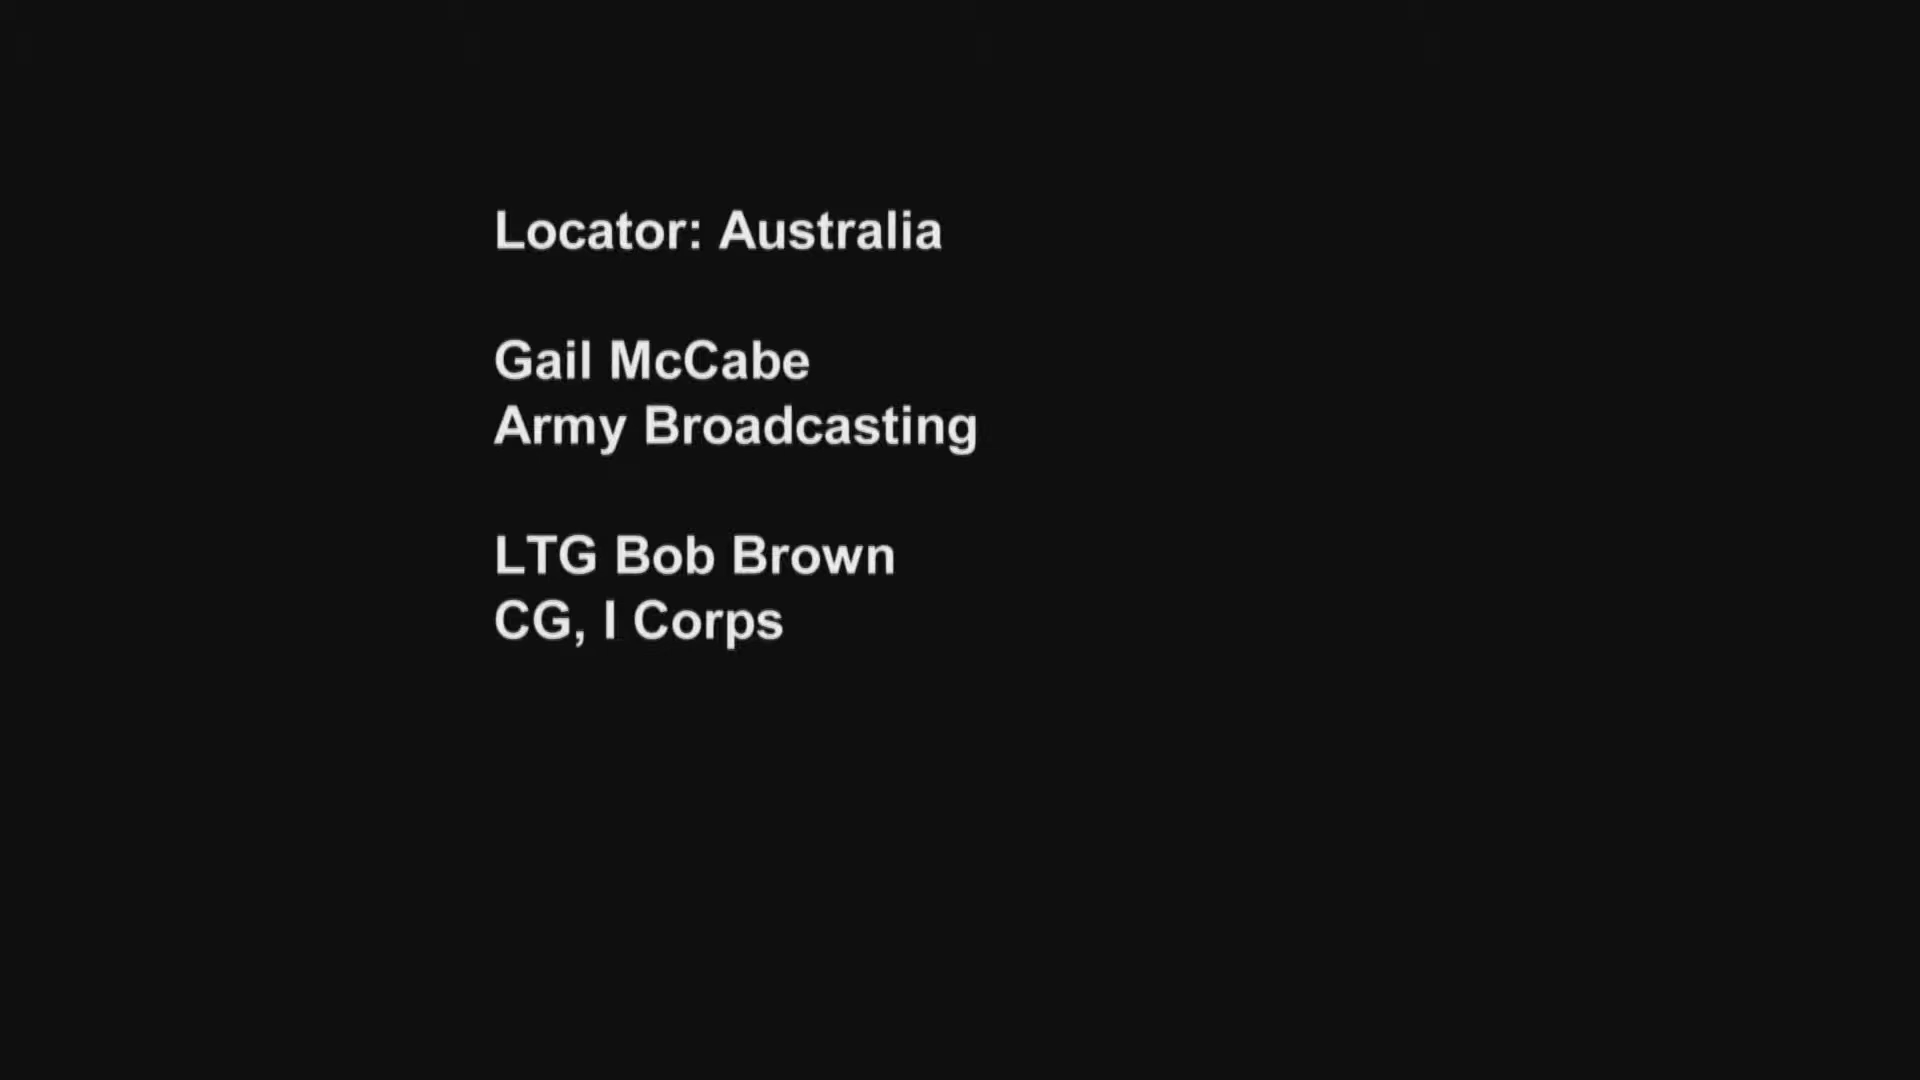 Locator: Australia
Gail McCabe
Army Broadcasting
LTG Bob Brown
CG, I Corps